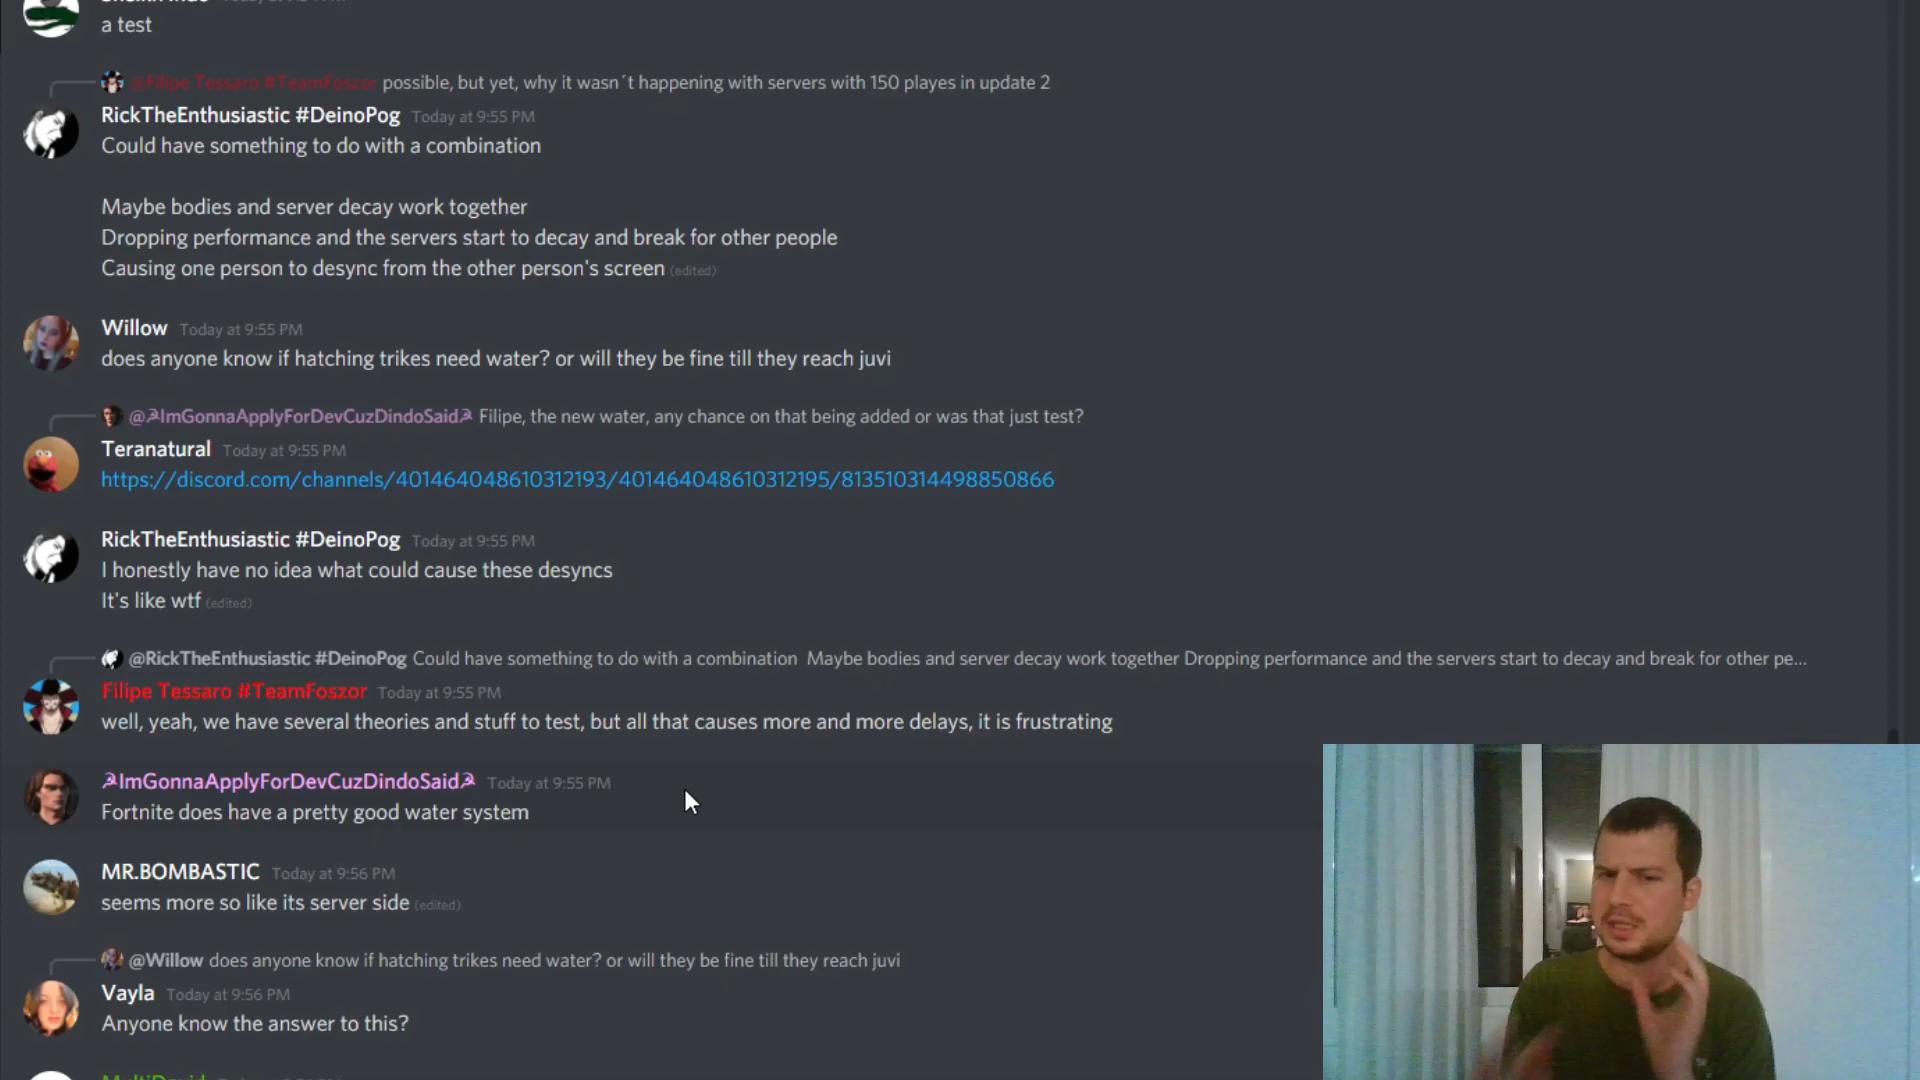 a test
@Filipe Tessaro #TeamFoszor possible, but yet, why it wasn´t happening with servers with 150 playes in update 2
RickTheEnthusiastic #DeinoPog Today at 9:55 PM
Could have something to do with a combination
Maybe bodies and server decay work together
Dropping performance and the servers start to decay and break for other people
Causing one person to desync from the other person's screen (edited)
Willow Today at 9:55 PM
does anyone know if hatching trikes need water? or will they be fine till they reach juvi
@☭ImGonnaApplyForDevCuzDindoSaid☭ Filipe, the new water, any chance on that being added or was that just test?
Teranatural Today at 9:55 PM
https://discord.com/channels/401464048610312193/401464048610312195/813510314498850866
RickTheEnthusiastic #DeinoPog Today at 9:55 PM
I honestly have no idea what could cause these desyncs
It's like wtf (edited)
@RickTheEnthusiastic #DeinoPog Could have something to do with a combination Maybe bodies and server decay work together Dropping performance and the servers start to decay and break for other pe...
Filipe Tessaro #TeamFoszor Today at 9:55 PM
well, yeah, we have several theories and stuff to test, but all that causes more and more delays, it is frustrating
☭ImGonnaApplyForDevCuzDindoSaid☭ Today at 9:55 PM
Fortnite does have a pretty good water system
MR.BOMBASTIC Today at 9:56 PM
seems more so like its server side (edited)
@Willow does anyone know if hatching trikes need water? or will they be fine till they reach juvi
Vayla Today at 9:56 PM
Anyone know the answer to this?